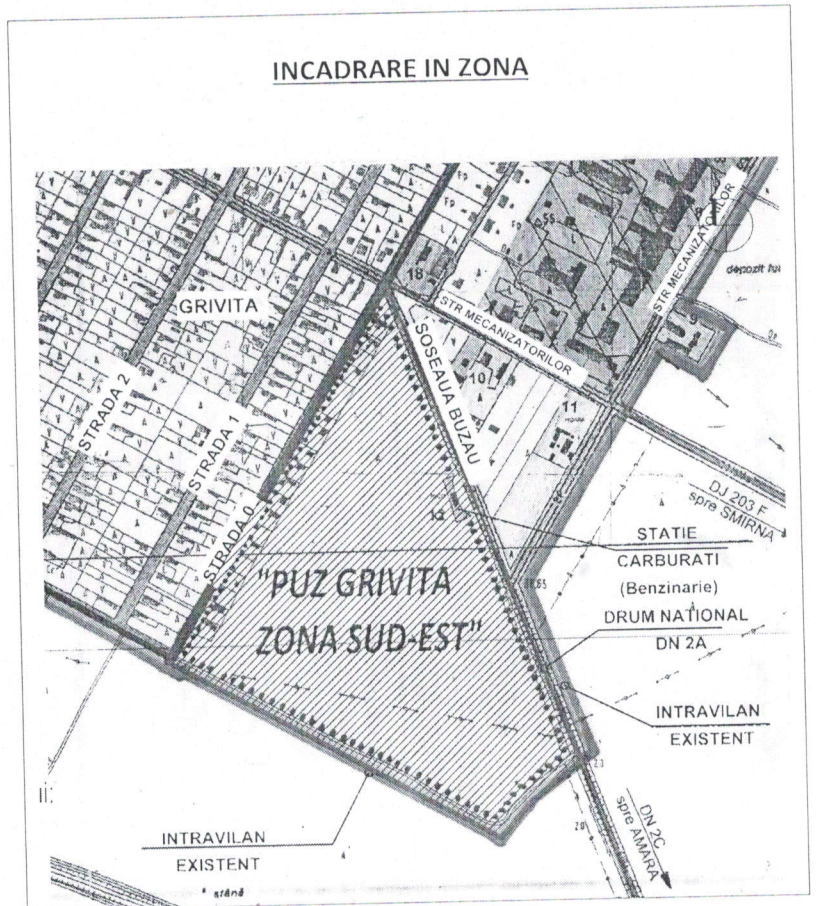 INCADRARE IN ZONA
STR MECANIZATORILOR
depozit
GRIVITA
18
STR MECANIZATORILOR
9
SOSEAUA BUZAU
10
11
STRADA 2
STRADA 1
STRADA 0
DJ 203 F
spre SMIRNA
STATIE
CARBURATI
(Benzinarie)
"PUZ GRIVITA
ZONA SUD-EST"
DRUM NATIONAL
DN 2A
INTRAVILAN
EXISTENT
DN 2C
spre AMARA
INTRAVILAN
EXISTENT
stână